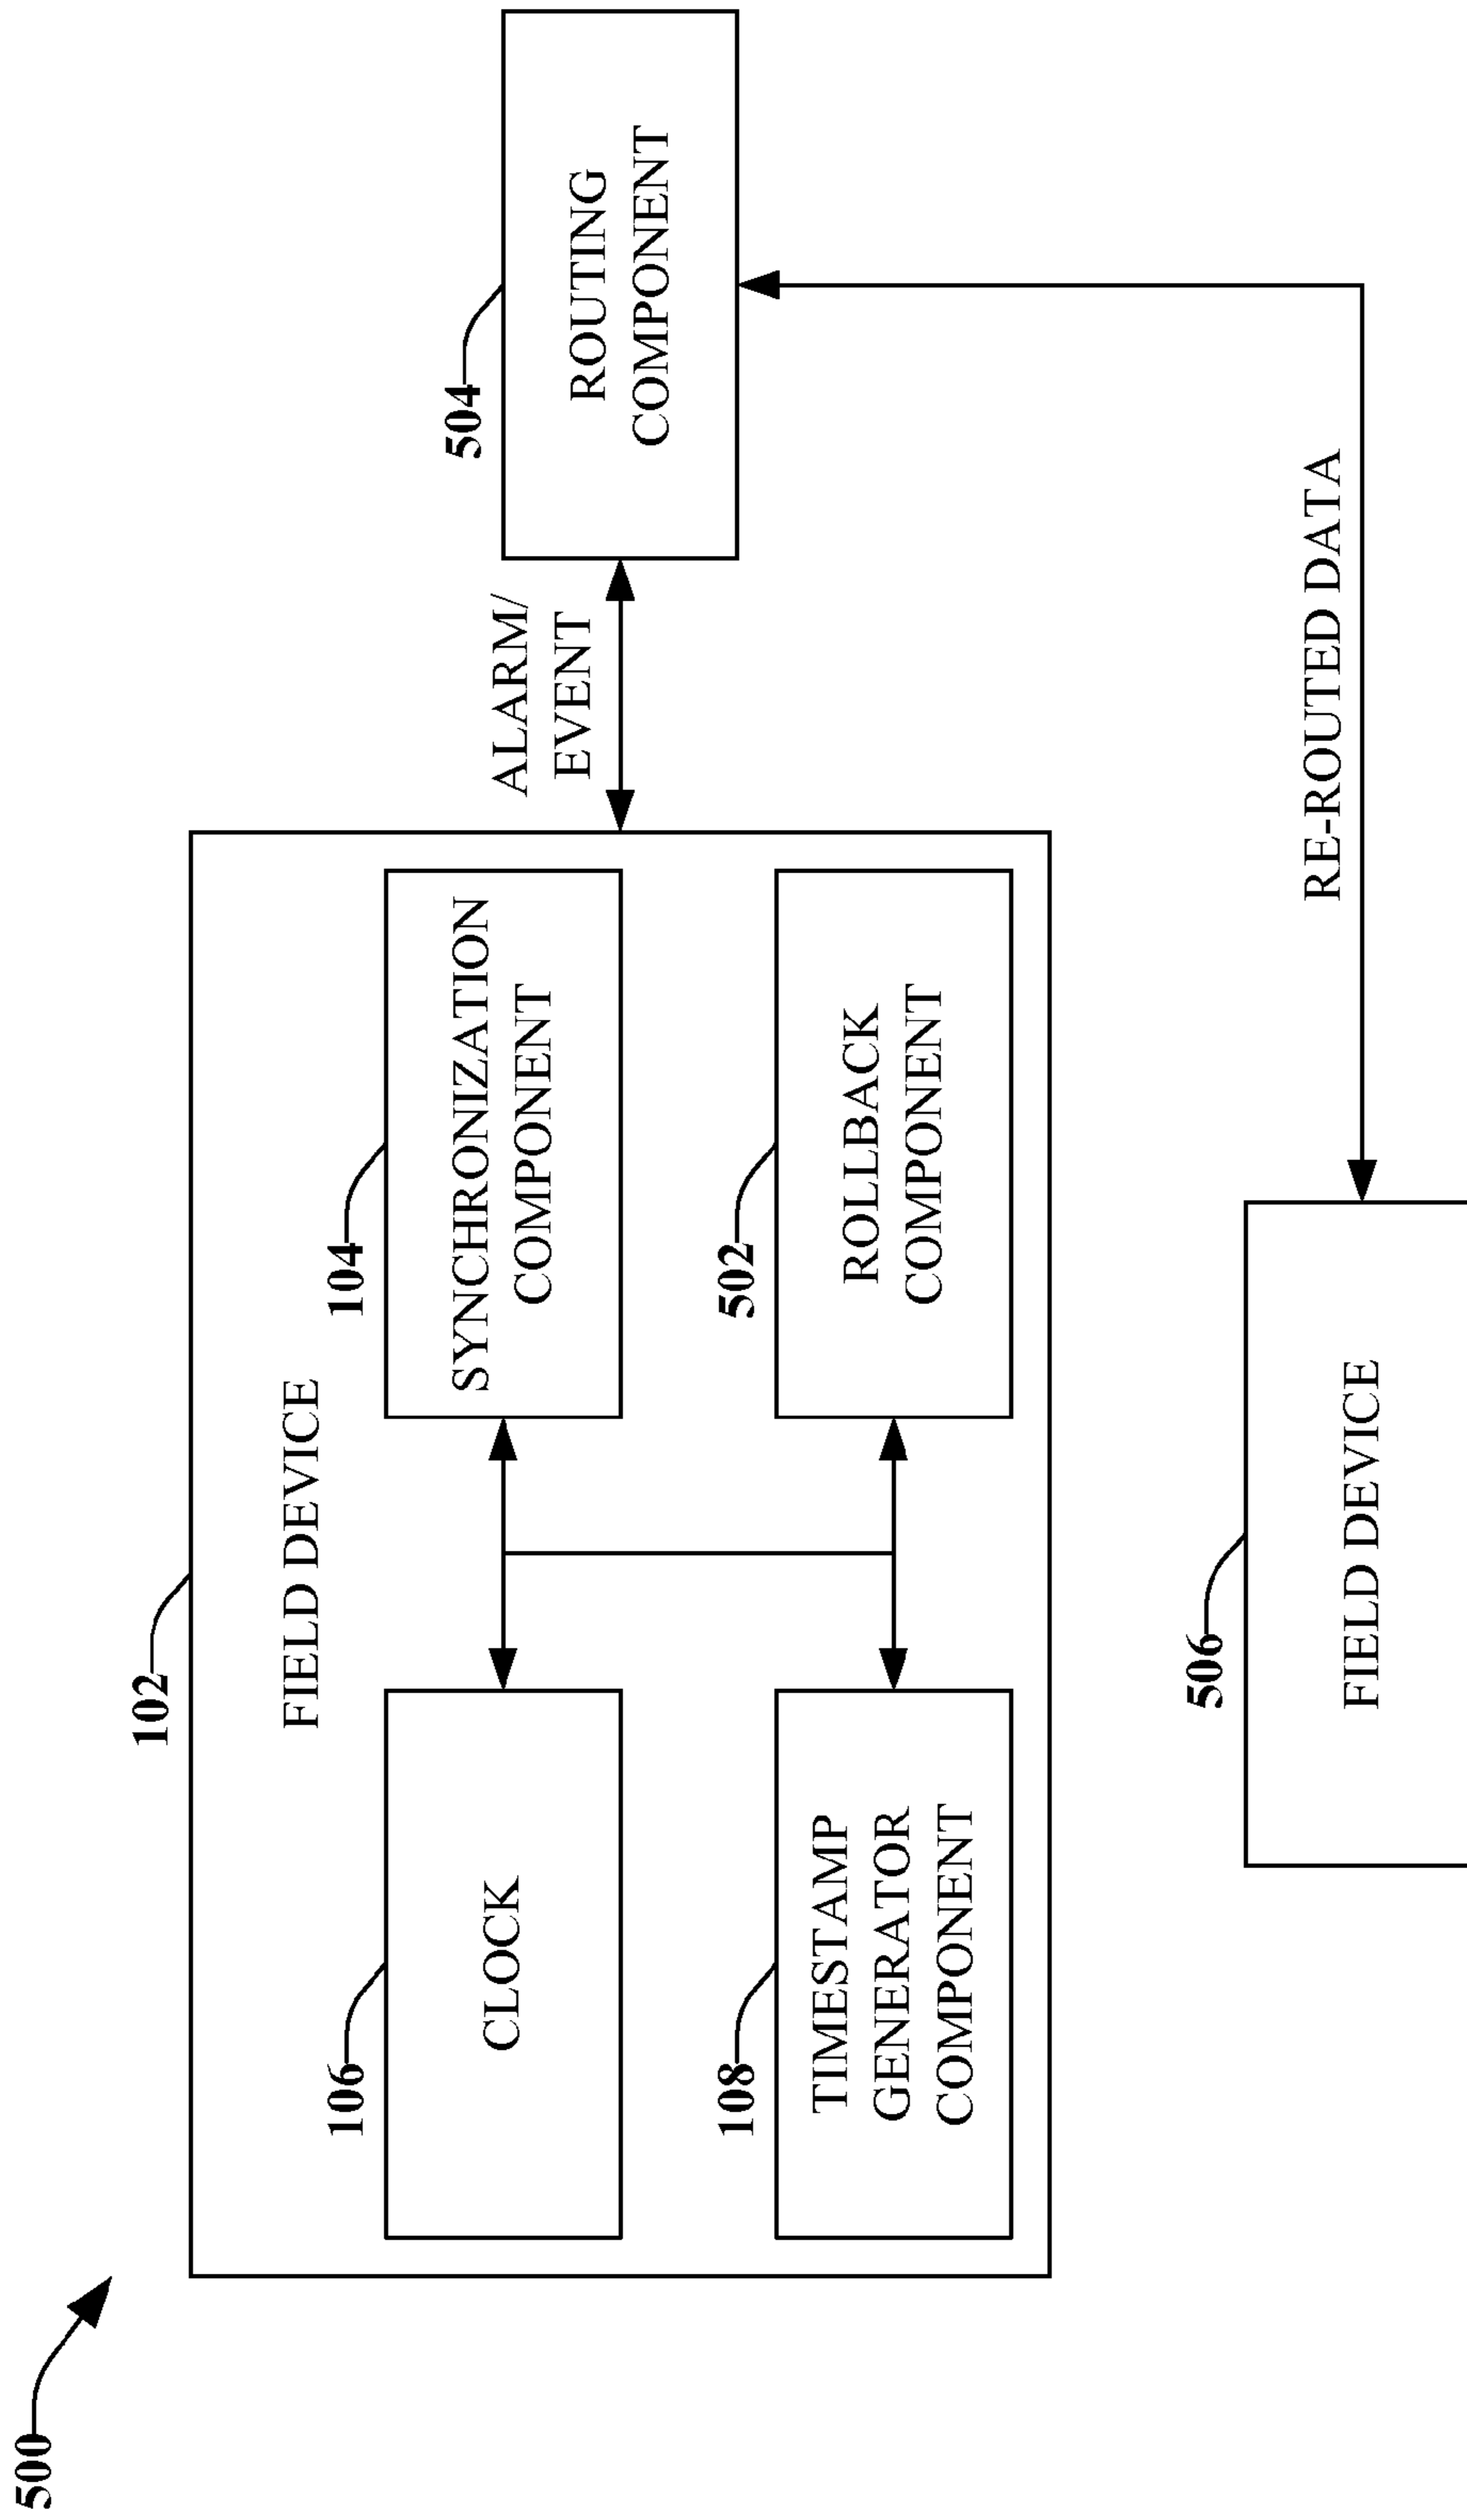 500
102
FIELD DEVICE
106
CLOCK
104
SYNCHRONIZATION
COMPONENT
108
TIMESTAMP
GENERATOR
COMPONENT
502
ROLLBACK
COMPONENT
ALARM/
EVENT
504
ROUTING
COMPONENT
RE-ROUTED DATA
506
FIELD DEVICE